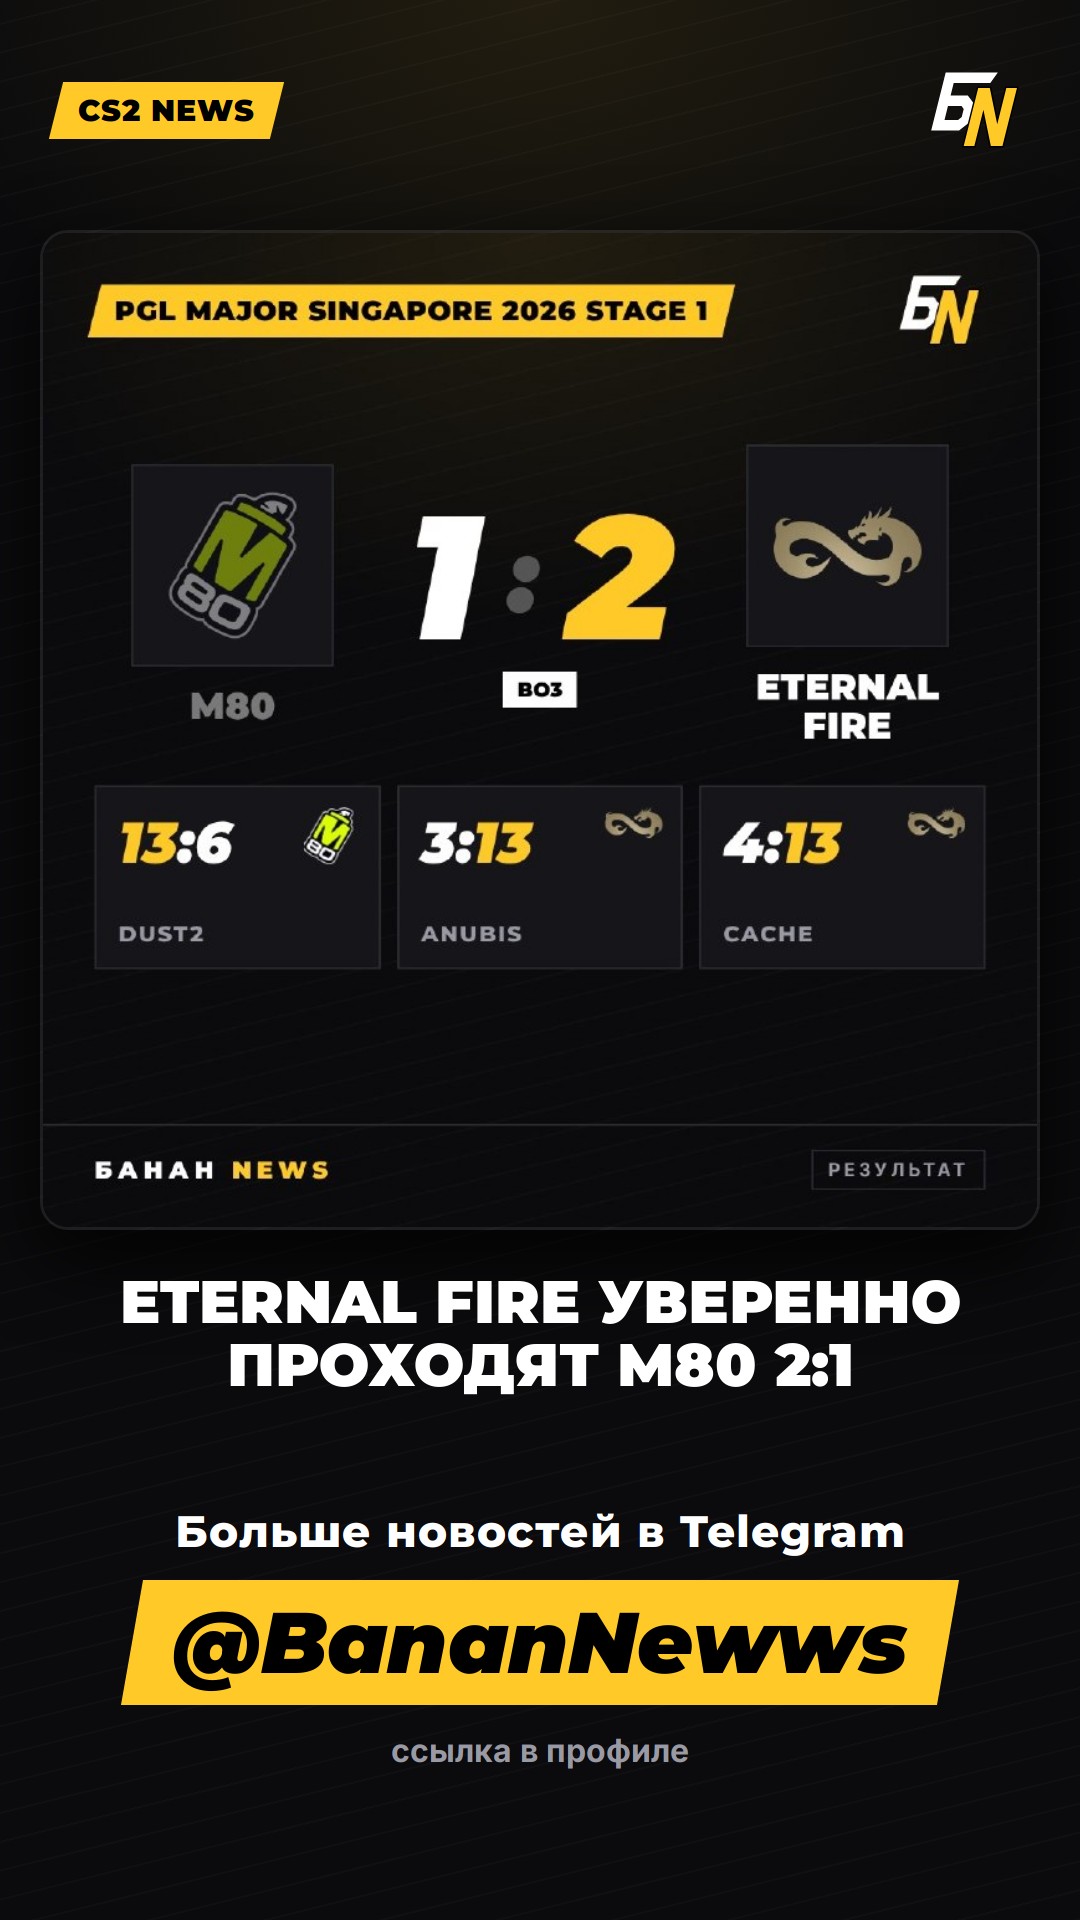 CS2 NEWS
БN
PGL MAJOR SINGAPORE 2026 STAGE 1
БN
M80
1:2
BO3
M80
ETERNAL
FIRE
13:6
M80
3:13
4:13
DUST2
ANUBIS
CACHE
БАНАН NEWS
РЕЗУЛЬТАТ
ETERNAL FIRE УВЕРЕННО
ПРОХОДЯТ M80 2:1
Больше новостей в Telegram
@BananNewws
ссылка в профиле